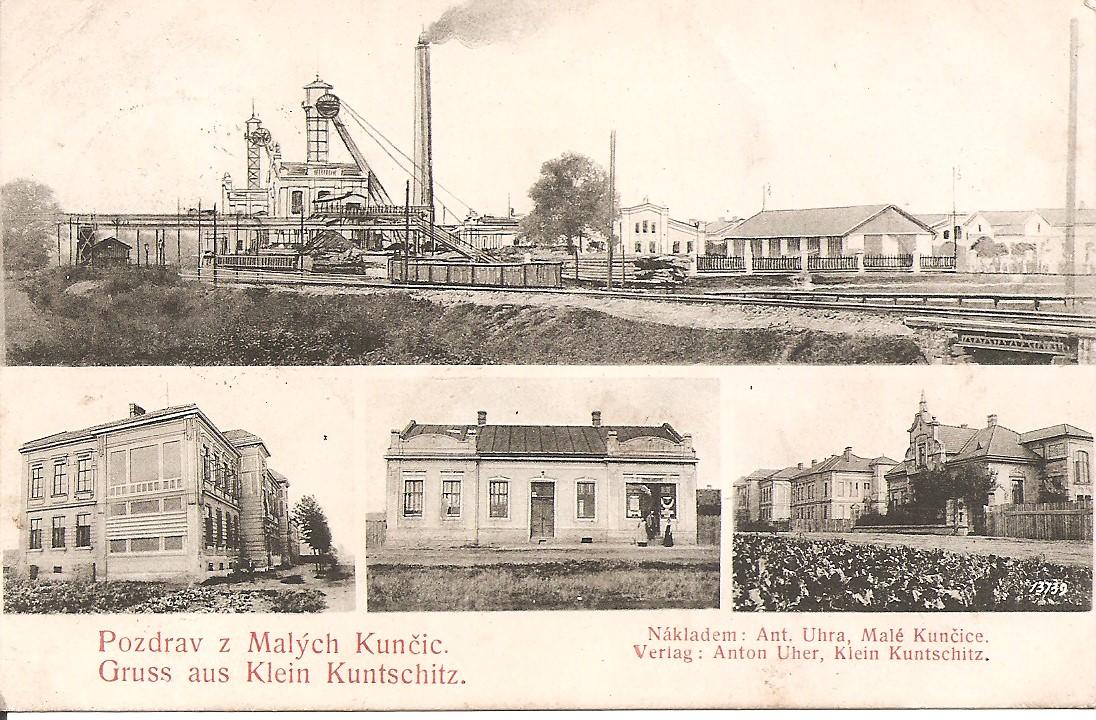 13739
Pozdrav z Malých Kunčic.
Gruss aus Klein Kuntschitz.
Nákladem: Ant. Uhra, Malé Kunčice.
Verlag: Anton Uher, Klein Kuntschitz.